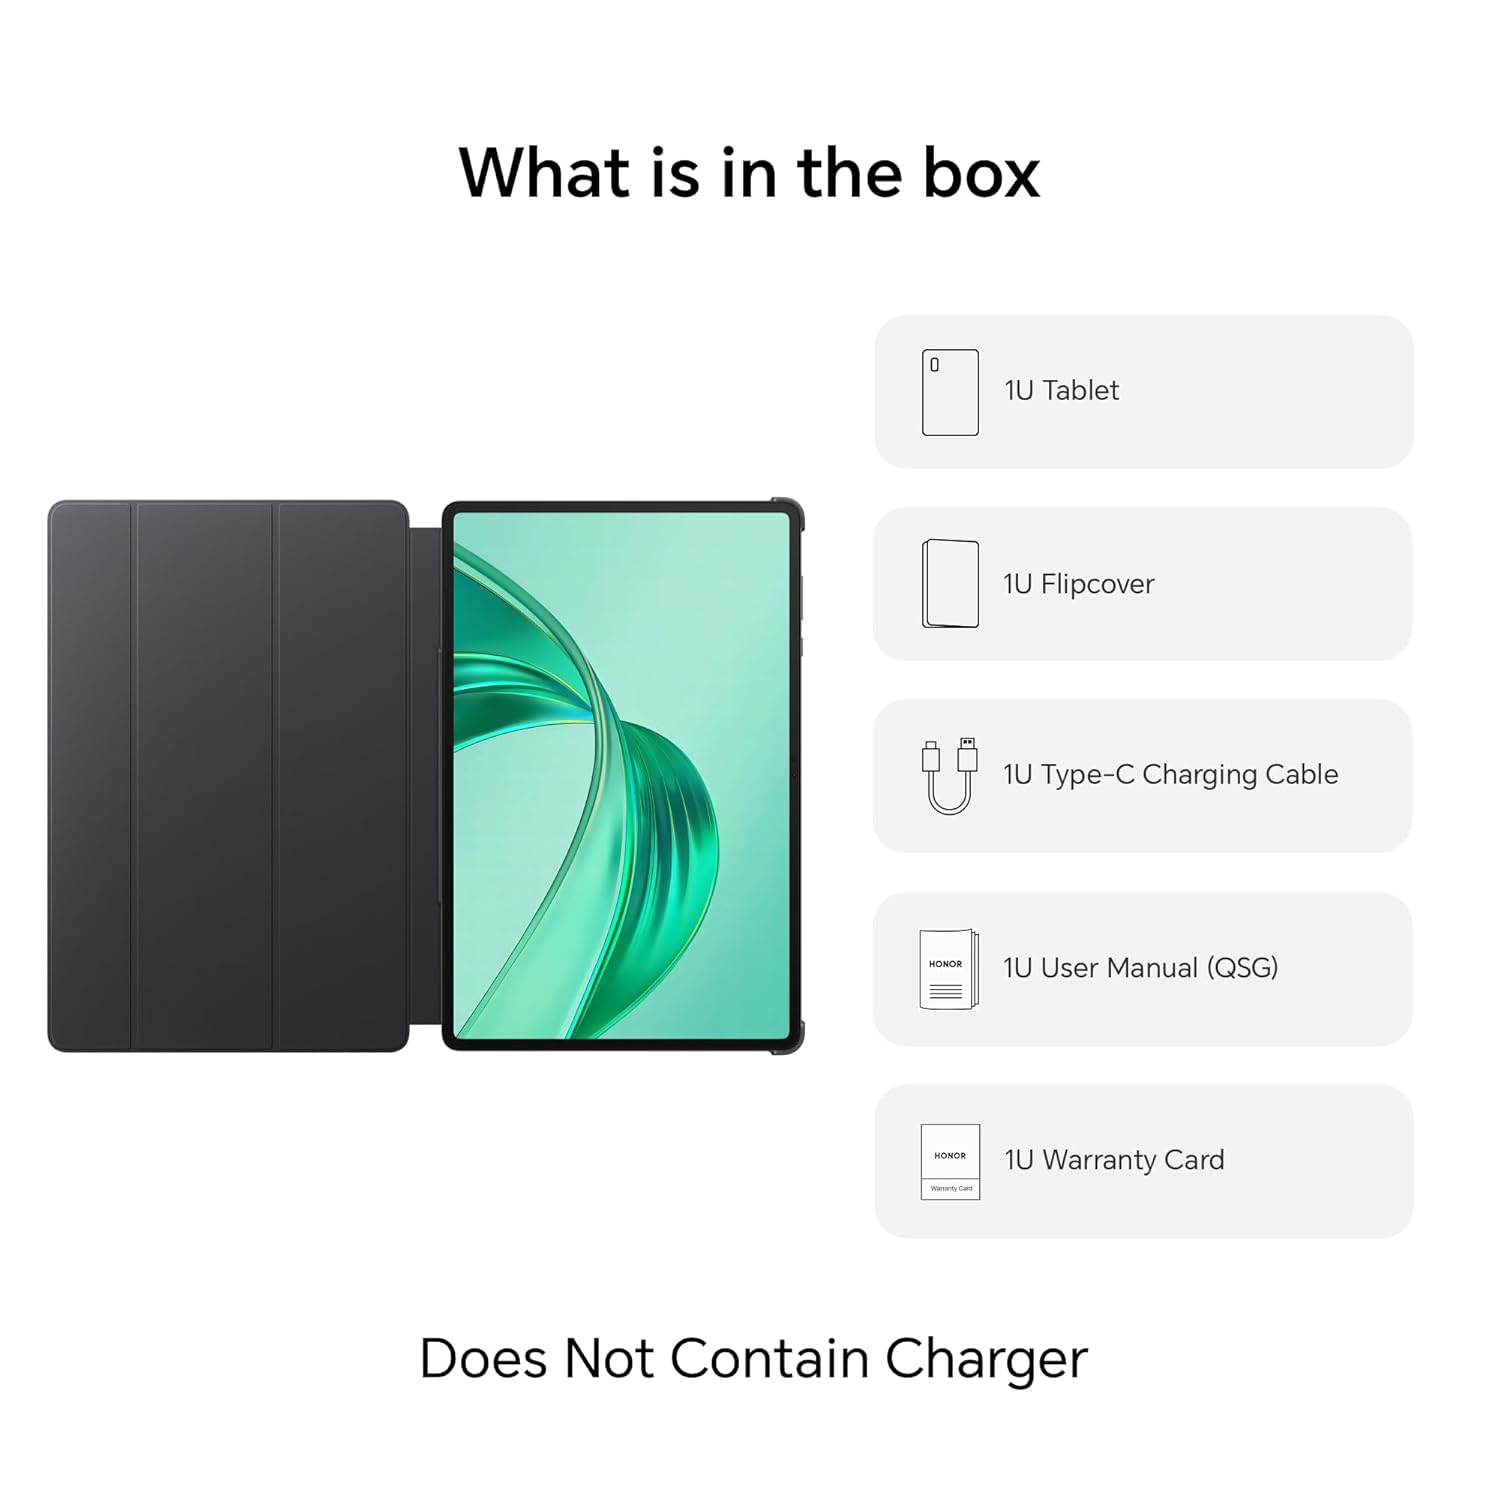 What is in the box
1U Tablet
1U Flipcover
1U Type-C Charging Cable
HONOR
1U User Manual (QSG)
HONOR
Warranty Card
1U Warranty Card
Does Not Contain Charger